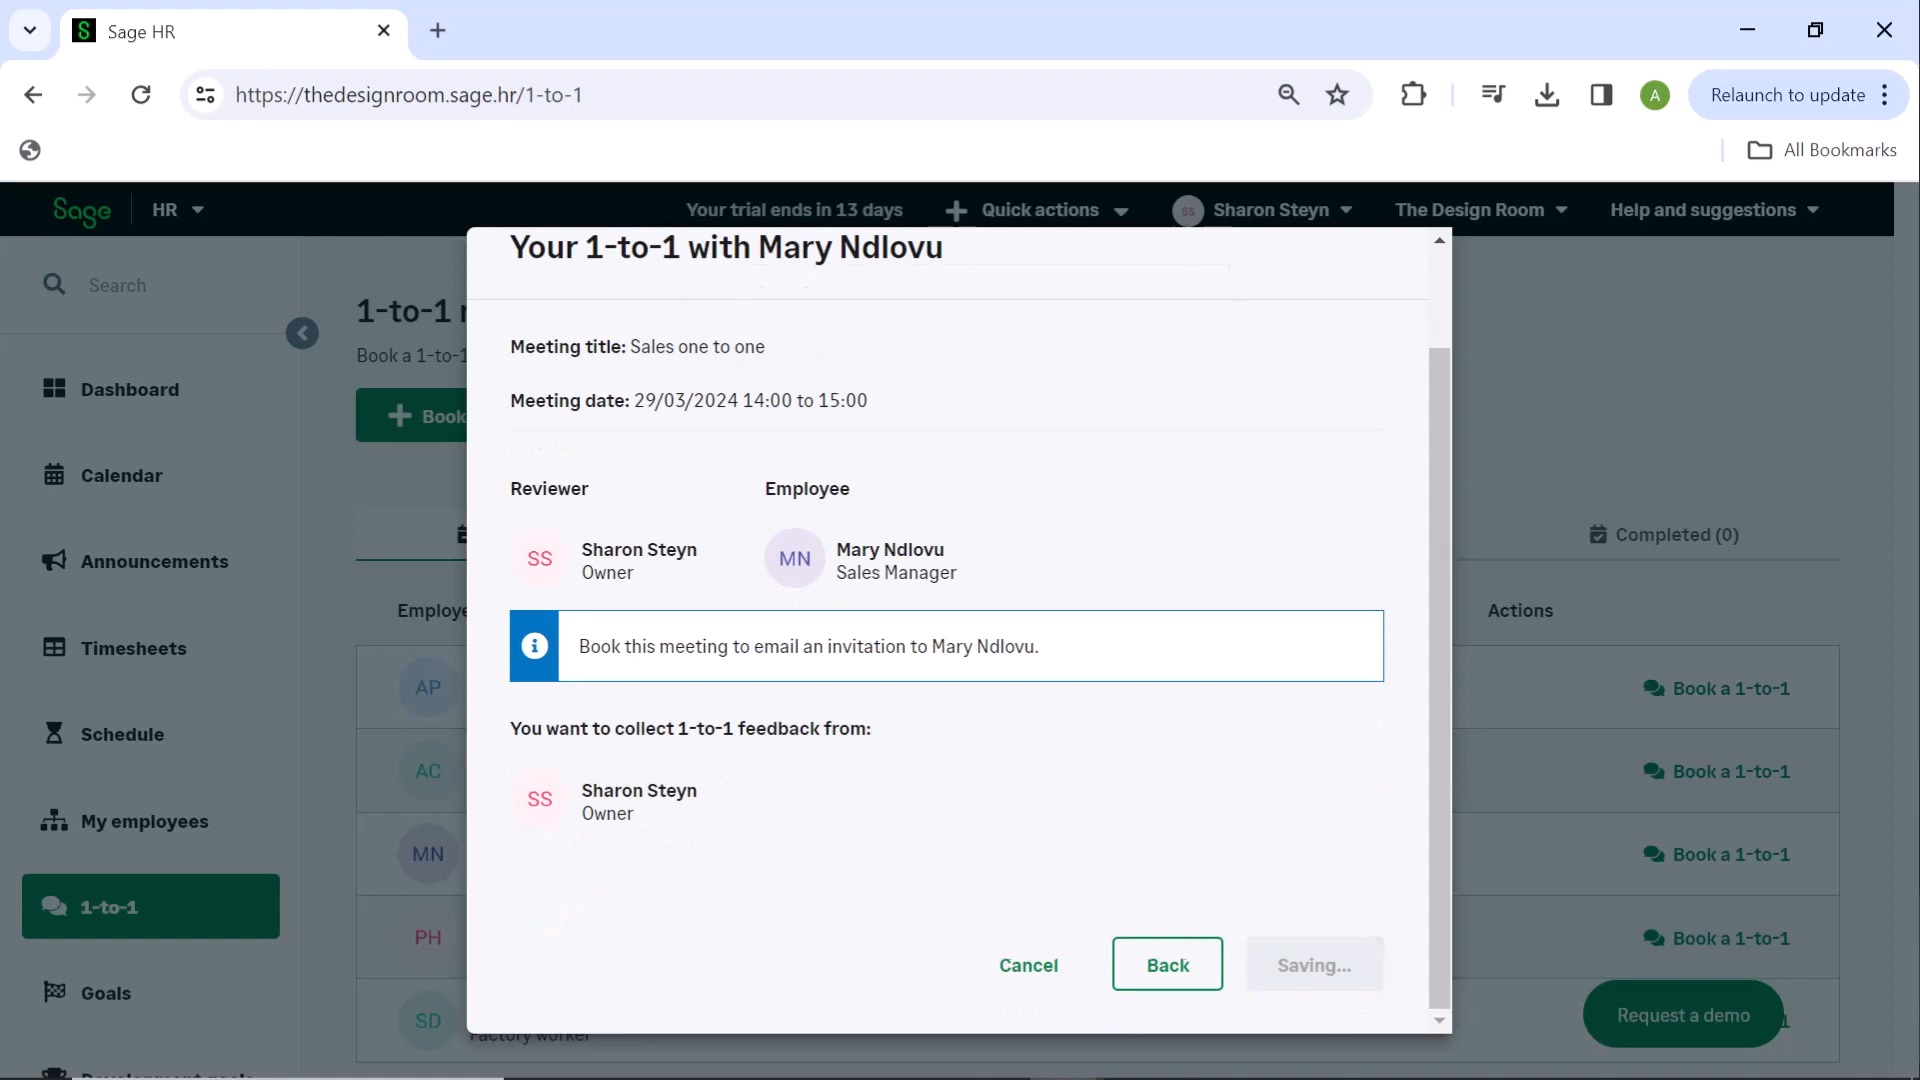 Sage HR
https://thedesignroom.sage.hr/1-to-1
A
Relaunch to update
All Bookmarks
Sage
HR
Your trial ends in 13 days
Quick actions
SS
Sharon Steyn
The Design Room
Help and suggestions
Search
Dashboard
Calendar
Announcements
Timesheets
Schedule
My employees
1-to-1
Goals
1-to-1
Book a 1-to-1
Book
Completed (0)
Employe
Actions
AP
Book a 1-to-1
AC
Book a 1-to-1
MN
Book a 1-to-1
PH
Book a 1-to-1
SD
Factory worker
Request a demo
Your 1-to-1 with Mary Ndlovu
Meeting title: Sales one to one
Meeting date: 29/03/2024 14:00 to 15:00
Reviewer
Employee
SS
Sharon Steyn
Owner
MN
Mary Ndlovu
Sales Manager
Book this meeting to email an invitation to Mary Ndlovu.
You want to collect 1-to-1 feedback from:
SS
Sharon Steyn
Owner
Cancel
Back
Saving...